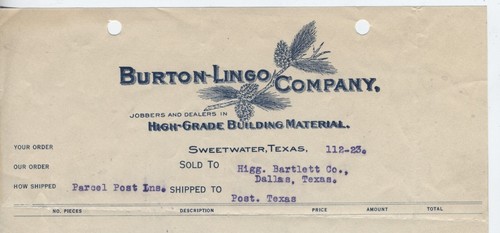 BURTON-LINGO COMPANY,
JOBBERS AND DEALERS IN
HIGH-GRADE BUILDING MATERIAL.
YOUR ORDER SWEETWATER, TEXAS, 112-23.
OUR ORDER SOLD TO Higg. Bartlett Co.,
Dallas, Texas.
HOW SHIPPED Parcel Post Ins. SHIPPED TO Post. Texas
NO. PIECES DESCRIPTION PRICE AMOUNT TOTAL